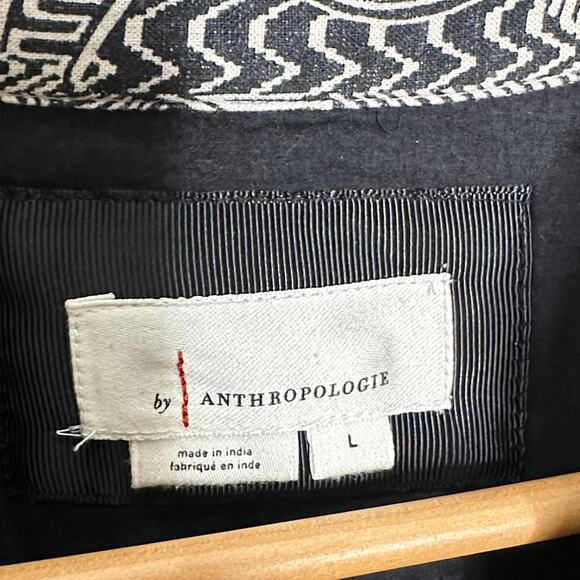 by ANTHROPOLOGIE
made in india
fabriqué en inde
L